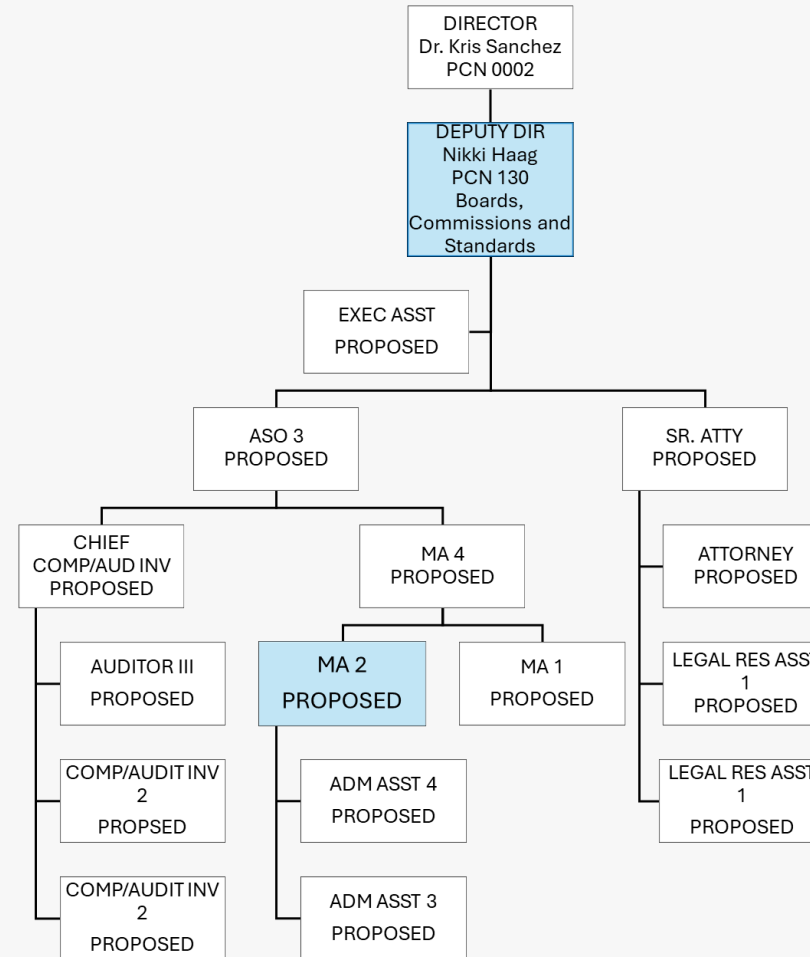 DIRECTOR
Dr. Kris Sanchez
PCN 0002
DEPUTY DIR
Nikki Haag
PCN 130
Boards,
Commissions and
Standards
EXEC ASST
PROPOSED
ASO 3
PROPOSED
SR. ATTY
PROPOSED
CHIEF
COMP/AUD INV
PROPOSED
MA 4
PROPOSED
ATTORNEY
PROPOSED
AUDITOR III
PROPOSED
MA 2
PROPOSED
MA 1
PROPOSED
LEGAL RES ASST
1
PROPOSED
COMP/AUDIT INV
2
PROPSED
ADM ASST 4
PROPOSED
LEGAL RES ASST
1
PROPOSED
COMP/AUDIT INV
2
PROPOSED
ADM ASST 3
PROPOSED